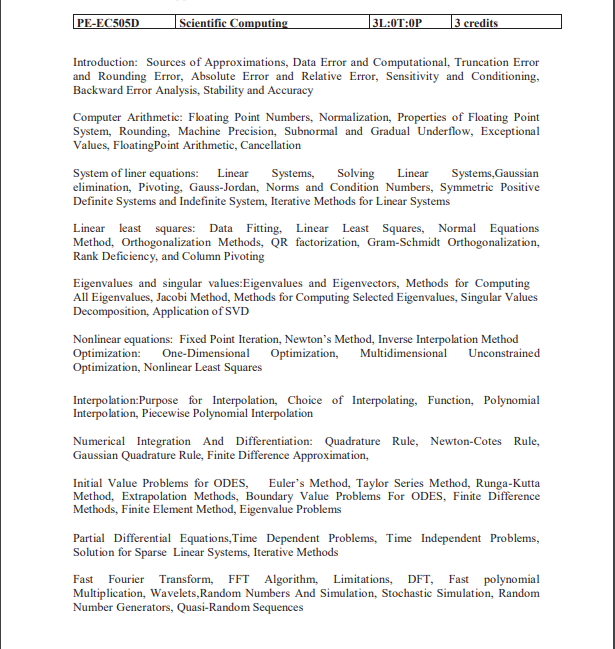 PE-EC505D Scientific Computing 3L:0T:0P 3 credits
Introduction: Sources of Approximations, Data Error and Computational, Truncation Error
and Rounding Error, Absolute Error and Relative Error, Sensitivity and Conditioning,
Backward Error Analysis, Stability and Accuracy
Computer Arithmetic: Floating Point Numbers, Normalization, Properties of Floating Point
System, Rounding, Machine Precision, Subnormal and Gradual Underflow, Exceptional
Values, FloatingPoint Arithmetic, Cancellation
System of liner equations: Linear Systems, Solving Linear Systems,Gaussian
elimination, Pivoting, Gauss-Jordan, Norms and Condition Numbers, Symmetric Positive
Definite Systems and Indefinite System, Iterative Methods for Linear Systems
Linear least squares: Data Fitting, Linear Least Squares, Normal Equations
Method, Orthogonalization Methods, QR factorization, Gram-Schmidt Orthogonalization,
Rank Deficiency, and Column Pivoting
Eigenvalues and singular values:Eigenvalues and Eigenvectors, Methods for Computing
All Eigenvalues, Jacobi Method, Methods for Computing Selected Eigenvalues, Singular Values
Decomposition, Application of SVD
Nonlinear equations: Fixed Point Iteration, Newton's Method, Inverse Interpolation Method
Optimization: One-Dimensional Optimization, Multidimensional Unconstrained
Optimization, Nonlinear Least Squares
Interpolation:Purpose for Interpolation, Choice of Interpolating, Function, Polynomial
Interpolation, Piecewise Polynomial Interpolation
Numerical Integration And Differentiation: Quadrature Rule, Newton-Cotes Rule,
Gaussian Quadrature Rule, Finite Difference Approximation,
Initial Value Problems for ODES, Euler's Method, Taylor Series Method, Runga-Kutta
Method, Extrapolation Methods, Boundary Value Problems For ODES, Finite Difference
Methods, Finite Element Method, Eigenvalue Problems
Partial Differential Equations,Time Dependent Problems, Time Independent Problems,
Solution for Sparse Linear Systems, Iterative Methods
Fast Fourier Transform, FFT Algorithm, Limitations, DFT, Fast polynomial
Multiplication, Wavelets,Random Numbers And Simulation, Stochastic Simulation, Random
Number Generators, Quasi-Random Sequences